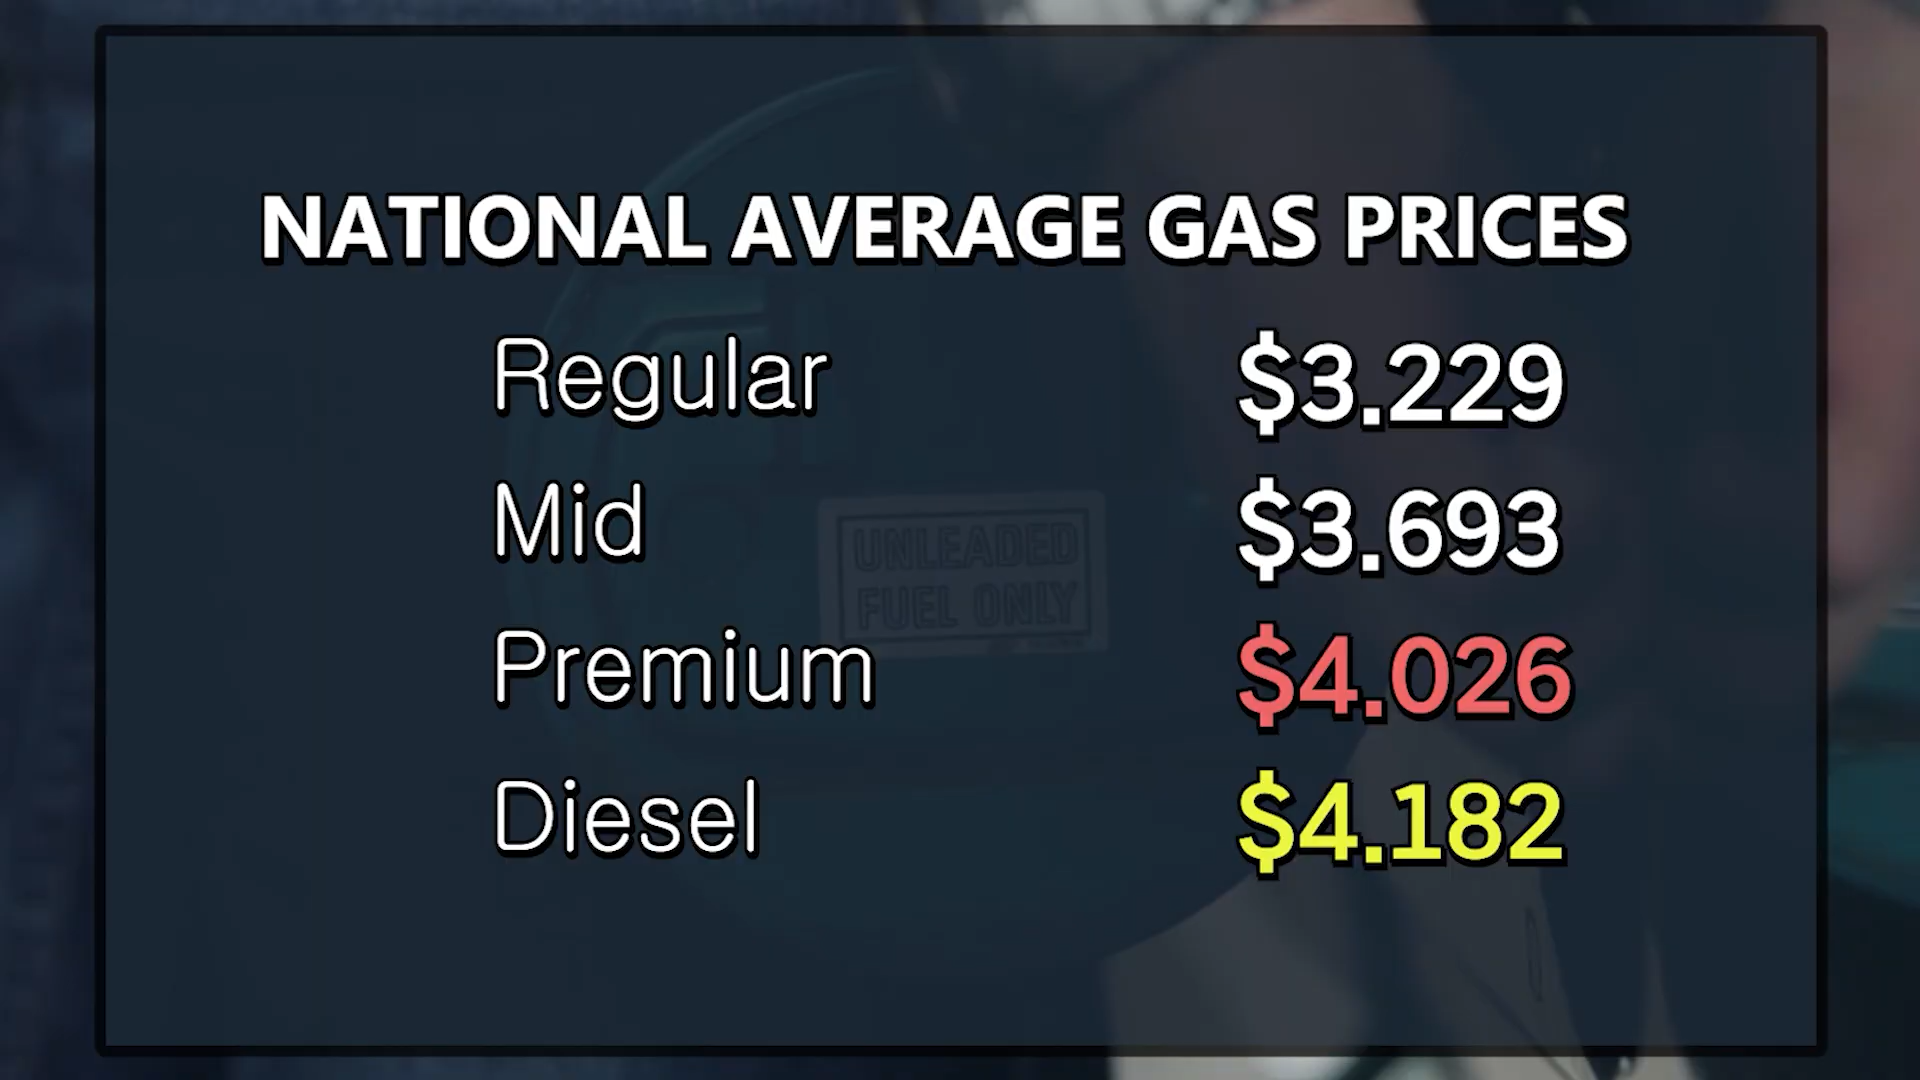 NATIONAL AVERAGE GAS PRICES
Regular $3.229
Mid $3.693
UNLEADED
FUEL ONLY
Premium $4.026
Diesel $4.182